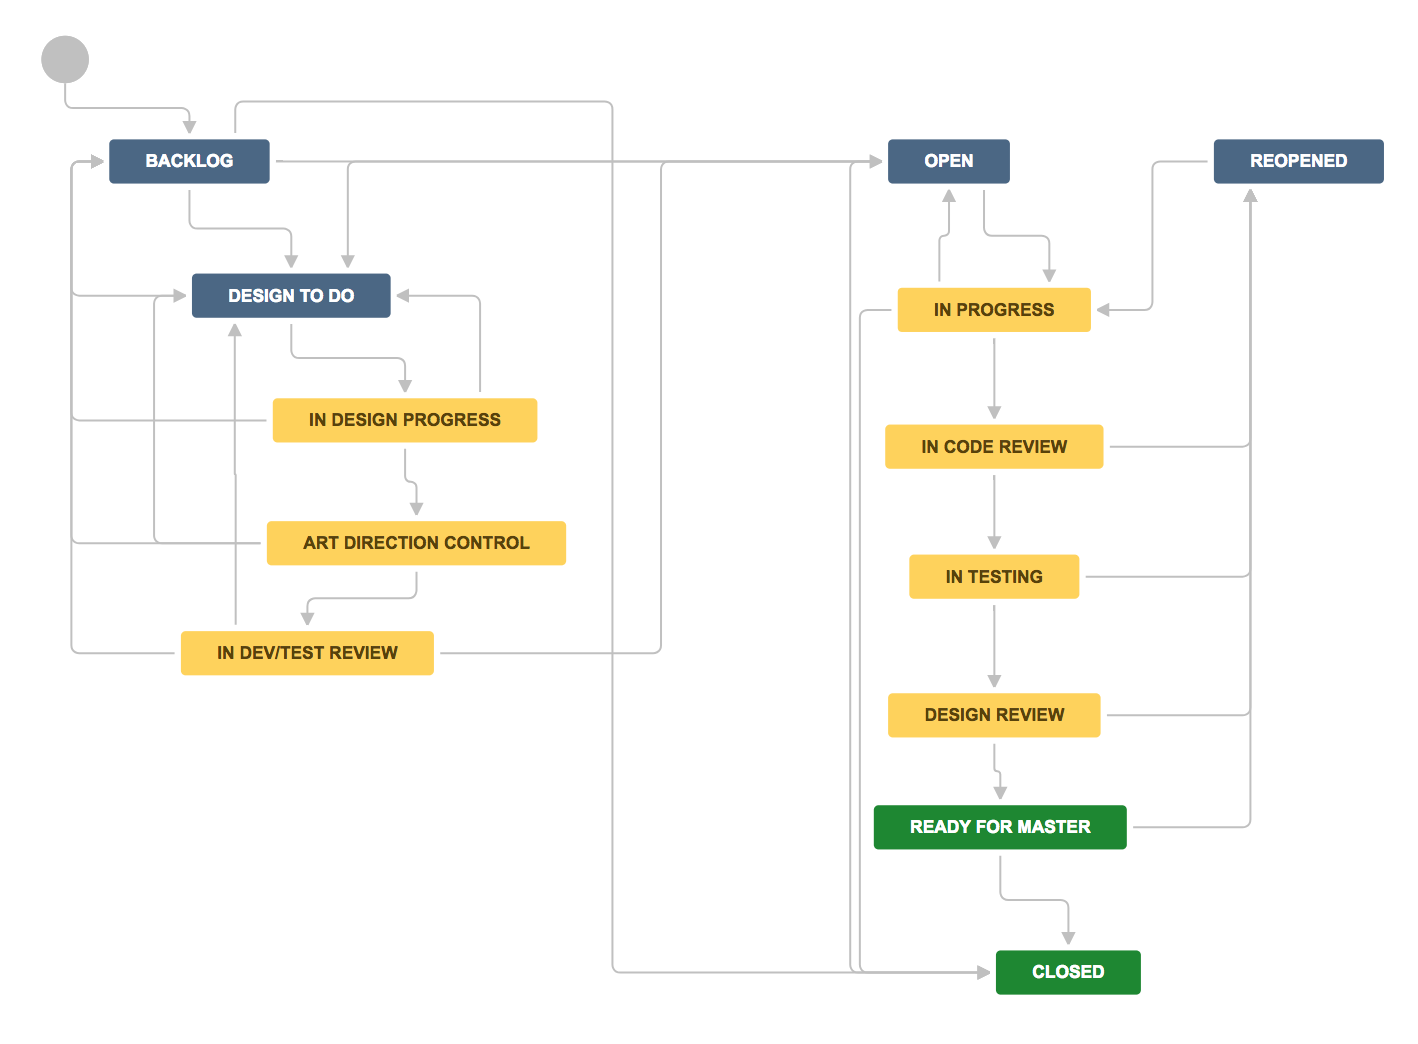 BACKLOG
OPEN
REOPENED
DESIGN TO DO
IN PROGRESS
IN DESIGN PROGRESS
IN CODE REVIEW
ART DIRECTION CONTROL
IN TESTING
IN DEV/TEST REVIEW
DESIGN REVIEW
READY FOR MASTER
CLOSED